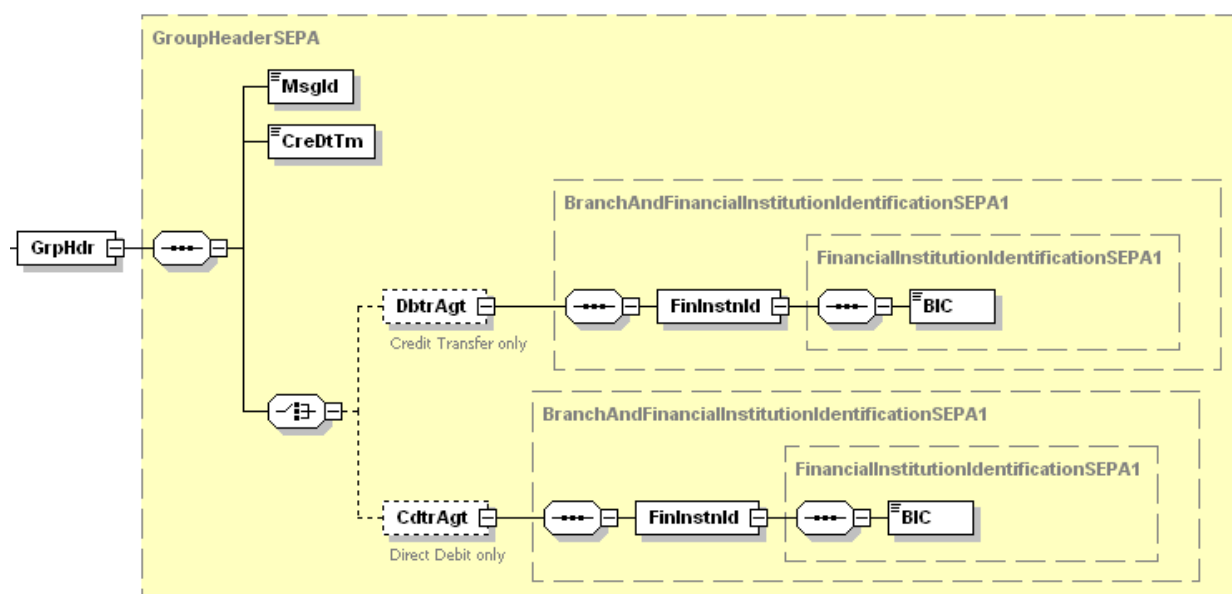 GroupHeaderSEPA
MsgId
CreDtTm
GrpHdr
BranchAndFinancialInstitutionIdentificationSEPA1
FinancialInstitutionIdentificationSEPA1
DbtrAgt
FinInstnId
BIC
Credit Transfer only
BranchAndFinancialInstitutionIdentificationSEPA1
FinancialInstitutionIdentificationSEPA1
CdtrAgt
FinInstnId
BIC
Direct Debit only